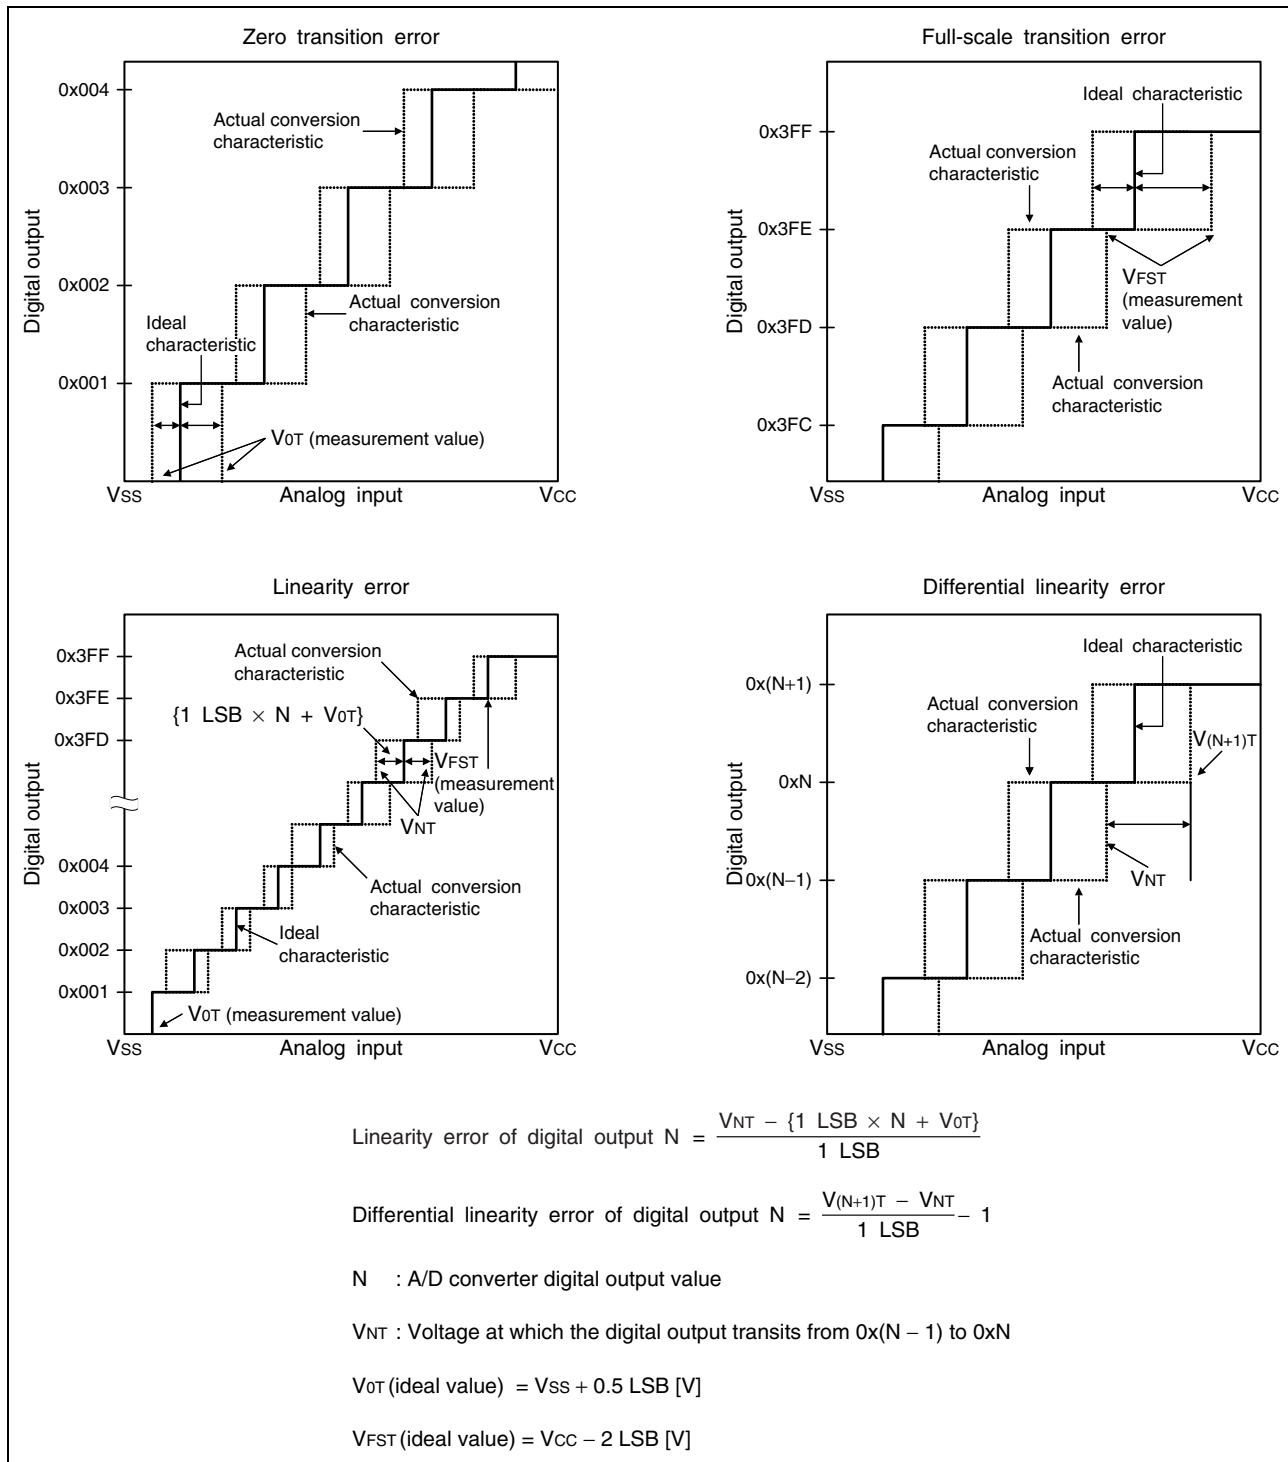 Zero transition error
0x004
0x003
0x002
0x001
Digital output
Actual conversion
characteristic
Actual conversion
characteristic
Ideal
characteristic
V0T (measurement value)
VSS
Analog input
VCC
Full-scale transition error
0x3FF
0x3FE
0x3FD
0x3FC
Digital output
Ideal characteristic
Actual conversion
characteristic
VFST
(measurement
value)
Actual conversion
characteristic
VSS
Analog input
VCC
Linearity error
0x3FF
0x3FE
0x3FD
0x004
0x003
0x002
0x001
Digital output
Actual conversion
characteristic
{1 LSB × N + V0T}
VFST
(measurement
value)
VNT
Actual conversion
characteristic
Ideal
characteristic
V0T (measurement value)
VSS
Analog input
VCC
Differential linearity error
0x(N+1)
0xN
0x(N−1)
0x(N−2)
Digital output
Ideal characteristic
Actual conversion
characteristic
V(N+1)T
VNT
Actual conversion
characteristic
VSS
Analog input
VCC
Linearity error of digital output N = VNT − {1 LSB × N + V0T} / 1 LSB
Differential linearity error of digital output N = V(N+1)T − VNT / 1 LSB − 1
N : A/D converter digital output value
VNT : Voltage at which the digital output transits from 0x(N − 1) to 0xN
V0T (ideal value) = VSS + 0.5 LSB [V]
VFST (ideal value) = VCC − 2 LSB [V]